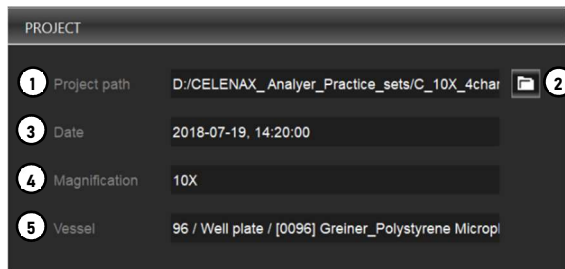 PROJECT
1 Project path D:/CELENAX_ Analyer_Practice_sets/C_10X_4char 2
3 Date 2018-07-19, 14:20:00
4 Magnification 10X
5 Vessel 96 / Well plate / [0096] Greiner_Polystyrene Micropl